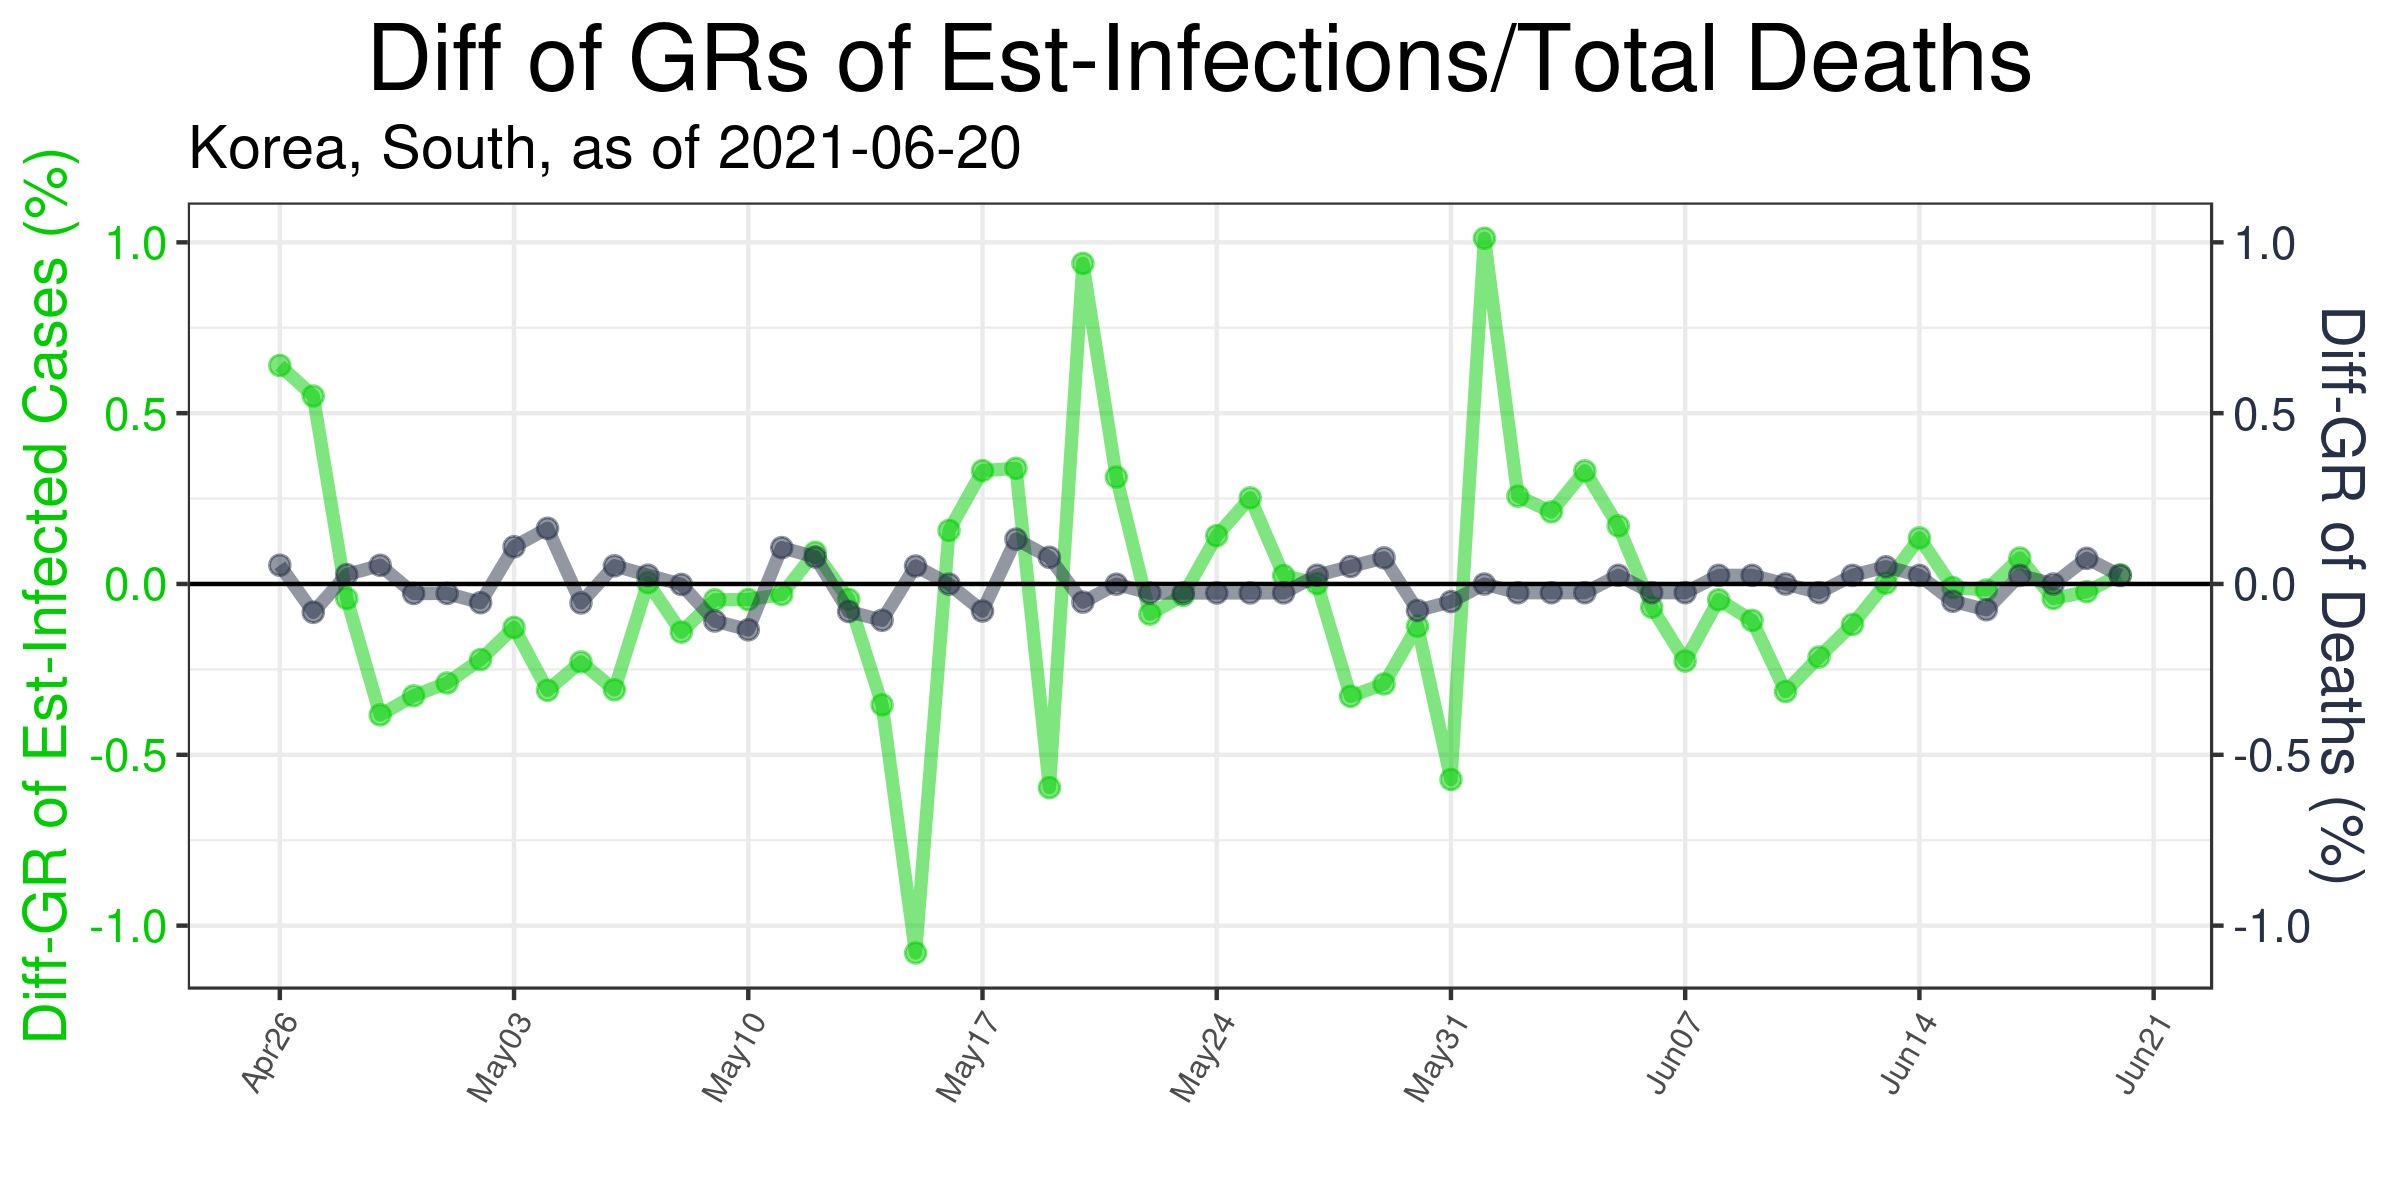 Diff of GRs of Est-Infections/Total Deaths
Korea, South, as of 2021-06-20
Diff-GR of Est-Infected Cases (%)
1.0
0.5
0.0
-0.5
-1.0
1.0
0.5
0.0
-0.5
-1.0
Diff-GR of Deaths (%)
Apr26
May03
May10
May17
May24
May31
Jun07
Jun14
Jun21